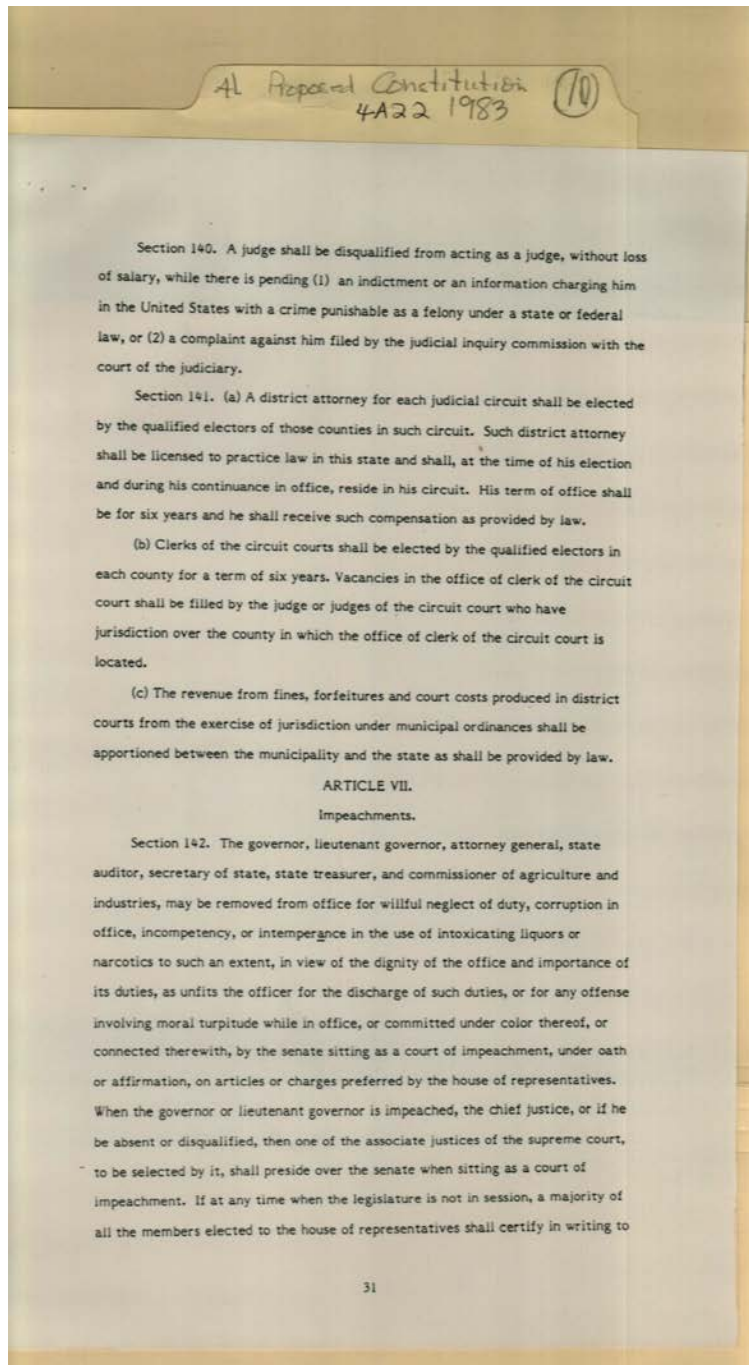 AL Proposed Constitution 10
4A22 1983
Section 140. A judge shall be disqualified from acting as a judge, without loss
of salary, while there is pending (1) an indictment or an information charging him
in the United States with a crime punishable as a felony under a state or federal
law, or (2) a complaint against him filed by the judicial inquiry commission with the
court of the judiciary.
Section 141. (a) A district attorney for each judicial circuit shall be elected
by the qualified electors of those counties in such circuit. Such district attorney
shall be licensed to practice law in this state and shall, at the time of his election
and during his continuance in office, reside in his circuit. His term of office shall
be for six years and he shall receive such compensation as provided by law.
(b) Clerks of the circuit courts shall be elected by the qualified electors in
each county for a term of six years. Vacancies in the office of clerk of the circuit
court shall be filled by the judge or judges of the circuit court who have
jurisdiction over the county in which the office of clerk of the circuit court is
located.
(c) The revenue from fines, forfeitures and court costs produced in district
courts from the exercise of jurisdiction under municipal ordinances shall be
apportioned between the municipality and the state as shall be provided by law.
ARTICLE VII.
Impeachments.
Section 142. The governor, lieutenant governor, attorney general, state
auditor, secretary of state, state treasurer, and commissioner of agriculture and
industries, may be removed from office for willful neglect of duty, corruption in
office, incompetency, or intemperance in the use of intoxicating liquors or
narcotics to such an extent, in view of the dignity of the office and importance of
its duties, as unfits the officer for the discharge of such duties, or for any offense
involving moral turpitude while in office, or committed under color thereof, or
connected therewith, by the senate sitting as a court of impeachment, under oath
or affirmation, on articles or charges preferred by the house of representatives.
When the governor or lieutenant governor is impeached, the chief justice, or if he
be absent or disqualified, then one of the associate justices of the supreme court,
to be selected by it, shall preside over the senate when sitting as a court of
impeachment. If at any time when the legislature is not in session, a majority of
all the members elected to the house of representatives shall certify in writing to
31